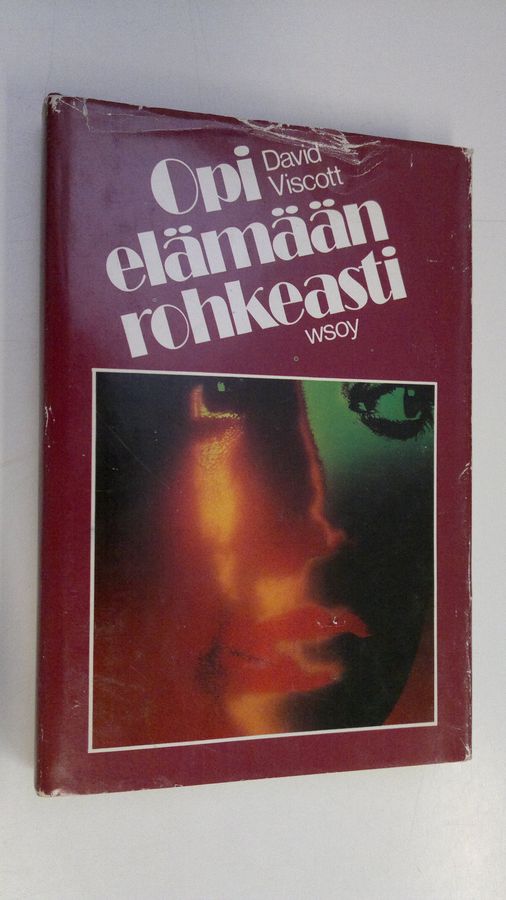 Opi
David
Viscott
elämään
rohkeasti
wsoy